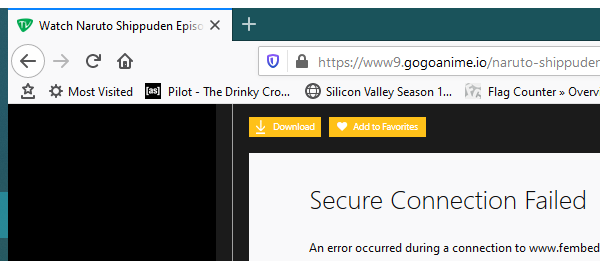 TV Watch Naruto Shippuden Episo
https://www9.gogoanime.io/naruto-shippuden
Most Visited [as] Pilot - The Drinky Cro... Silicon Valley Season 1... Flag Counter » Overv
Download Add to Favorites
Secure Connection Failed
An error occurred during a connection to www.fembed